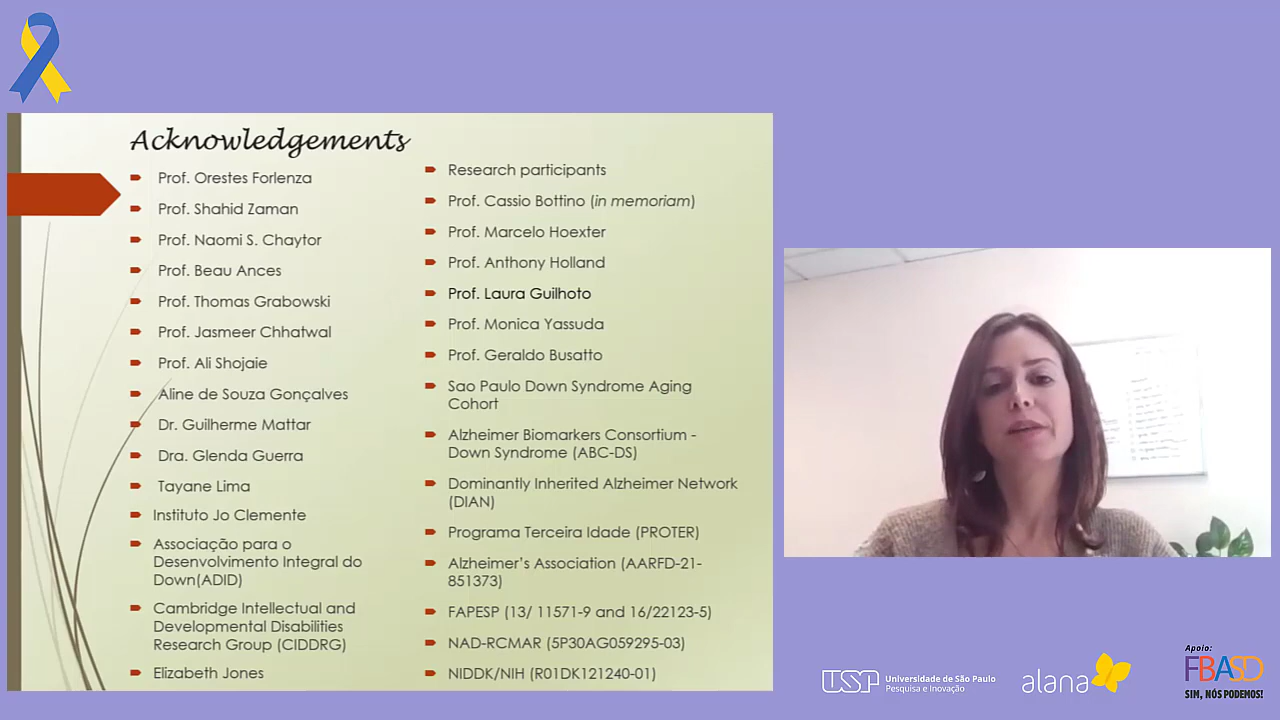 Acknowledgements
Prof. Orestes Forlenza
Prof. Shahid Zaman
Prof. Naomi S. Chaytor
Prof. Beau Ances
Prof. Thomas Grabowski
Prof. Jasmeer Chhatwal
Prof. Ali Shojaie
Aline de Souza Gonçalves
Dr. Guilherme Mattar
Dra. Glenda Guerra
Tayane Lima
Instituto Jo Clemente
Associação para o
Desenvolvimento Integral do
Down(ADID)
Cambridge Intellectual and
Developmental Disabilities
Research Group (CIDDRG)
Elizabeth Jones
Research participants
Prof. Cassio Bottino (in memoriam)
Prof. Marcelo Hoexter
Prof. Anthony Holland
Prof. Laura Guilhoto
Prof. Monica Yassuda
Prof. Geraldo Busatto
Sao Paulo Down Syndrome Aging
Cohort
Alzheimer Biomarkers Consortium -
Down Syndrome (ABC-DS)
Dominantly Inherited Alzheimer Network
(DIAN)
Programa Terceira Idade (PROTER)
Alzheimer’s Association (AARFD-21-
851373)
FAPESP (13/ 11571-9 and 16/22123-5)
NAD-RCMAR (5P30AG059295-03)
NIDDK/NIH (R01DK121240-01)
USP
Universidade de São Paulo
Pesquisa e Inovação
alana
Apoio:
FBASD
SIM, NÓS PODEMOS!